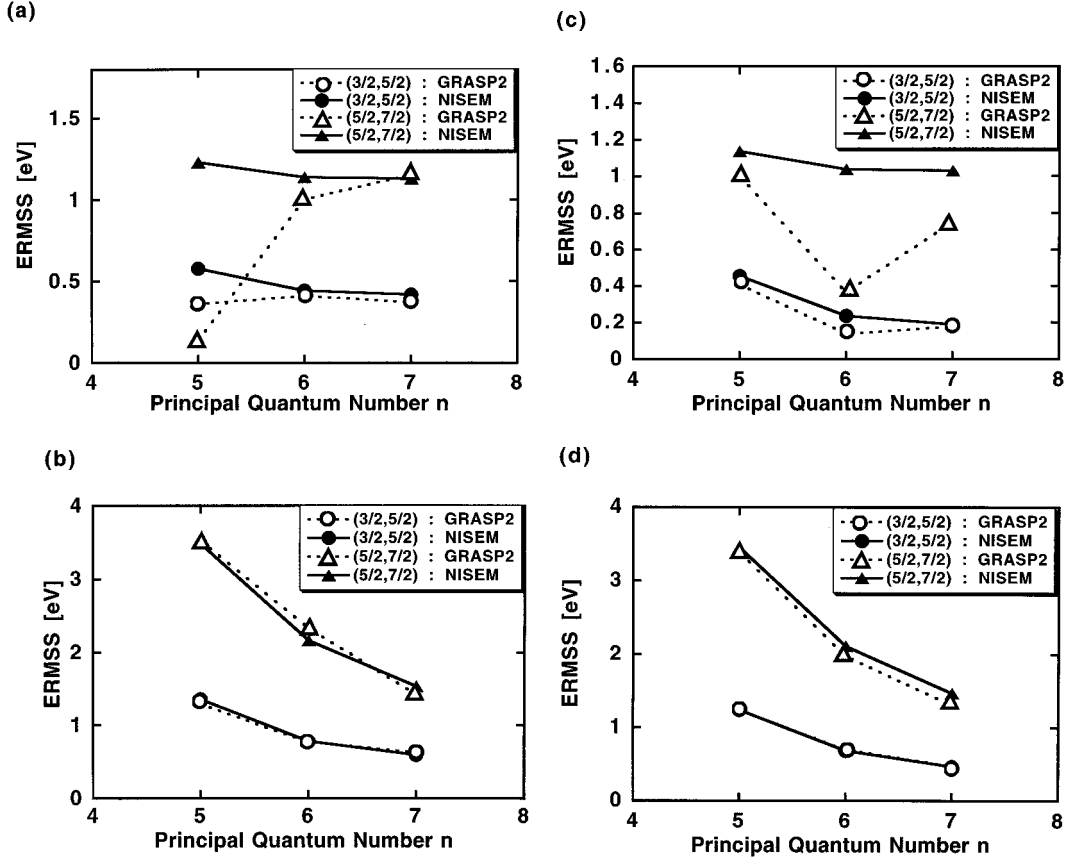 (a)
ERMSS [eV]
1.5
1
0.5
0
4 5 6 7 8
Principal Quantum Number n
(3/2,5/2) : GRASP2
(3/2,5/2) : NISEM
(5/2,7/2) : GRASP2
(5/2,7/2) : NISEM
(c)
ERMSS [eV]
1.6
1.4
1.2
1
0.8
0.6
0.4
0.2
0
4 5 6 7 8
Principal Quantum Number n
(3/2,5/2) : GRASP2
(3/2,5/2) : NISEM
(5/2,7/2) : GRASP2
(5/2,7/2) : NISEM
(b)
ERMSS [eV]
4
3
2
1
0
4 5 6 7 8
Principal Quantum Number n
(3/2,5/2) : GRASP2
(3/2,5/2) : NISEM
(5/2,7/2) : GRASP2
(5/2,7/2) : NISEM
(d)
ERMSS [eV]
4
3
2
1
0
4 5 6 7 8
Principal Quantum Number n
(3/2,5/2) : GRASP2
(3/2,5/2) : NISEM
(5/2,7/2) : GRASP2
(5/2,7/2) : NISEM